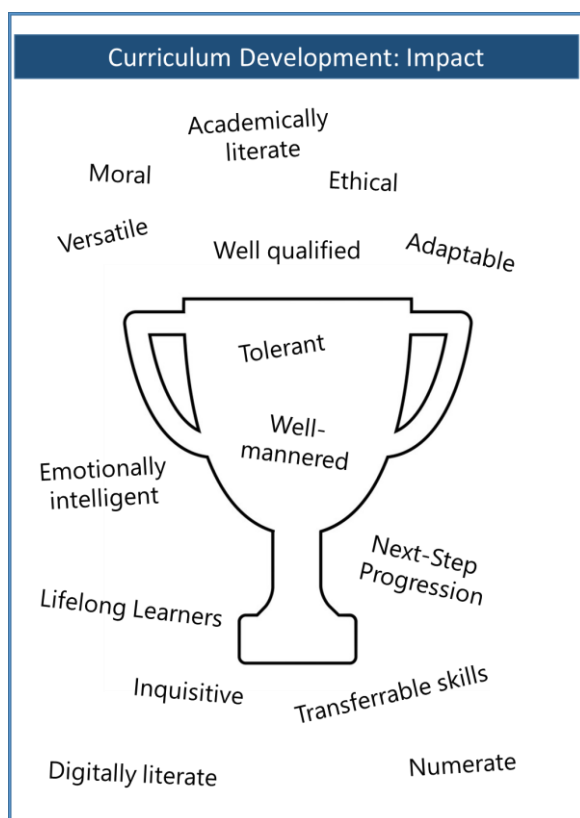 Curriculum Development: Impact
Academically
literate
Moral
Ethical
Versatile
Well qualified
Adaptable
Tolerant
Well-
mannered
Emotionally
intelligent
Next-Step
Progression
Lifelong Learners
Inquisitive
Transferrable skills
Digitally literate
Numerate